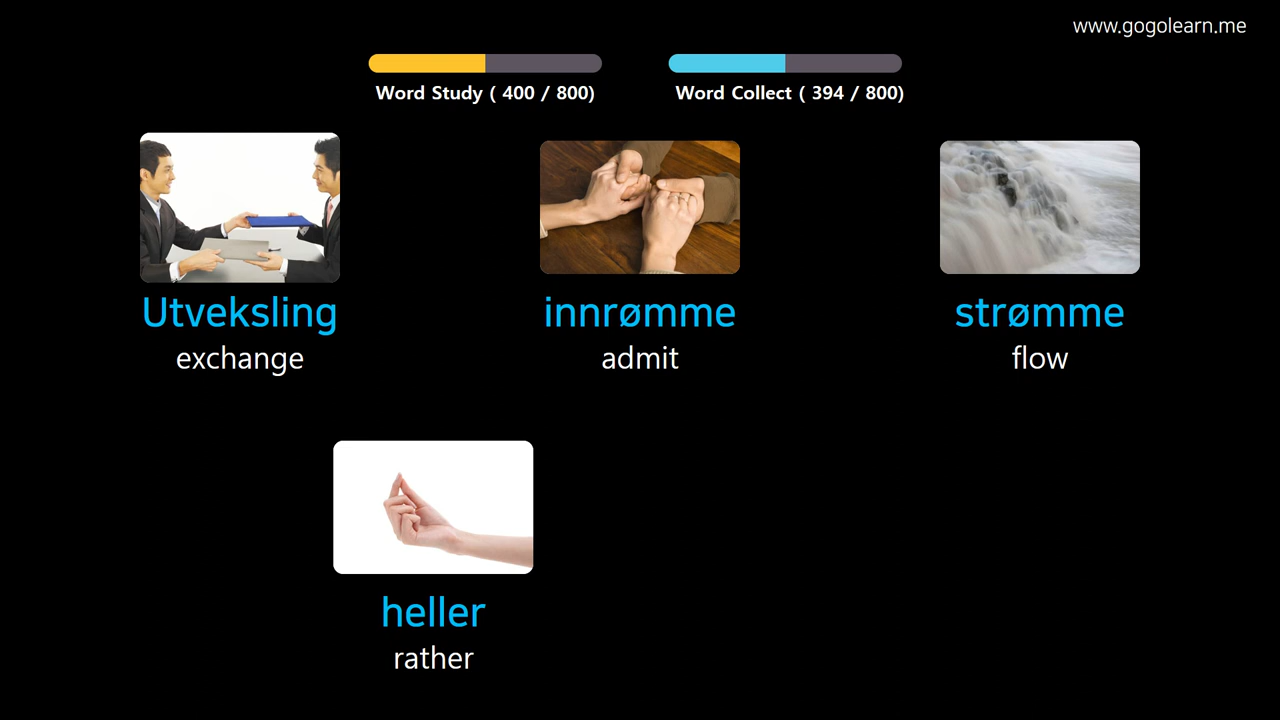 www.gogolearn.me
Word Study ( 400 / 800)
Word Collect ( 394 / 800)
Utveksling
exchange
innrømme
admit
strømme
flow
heller
rather